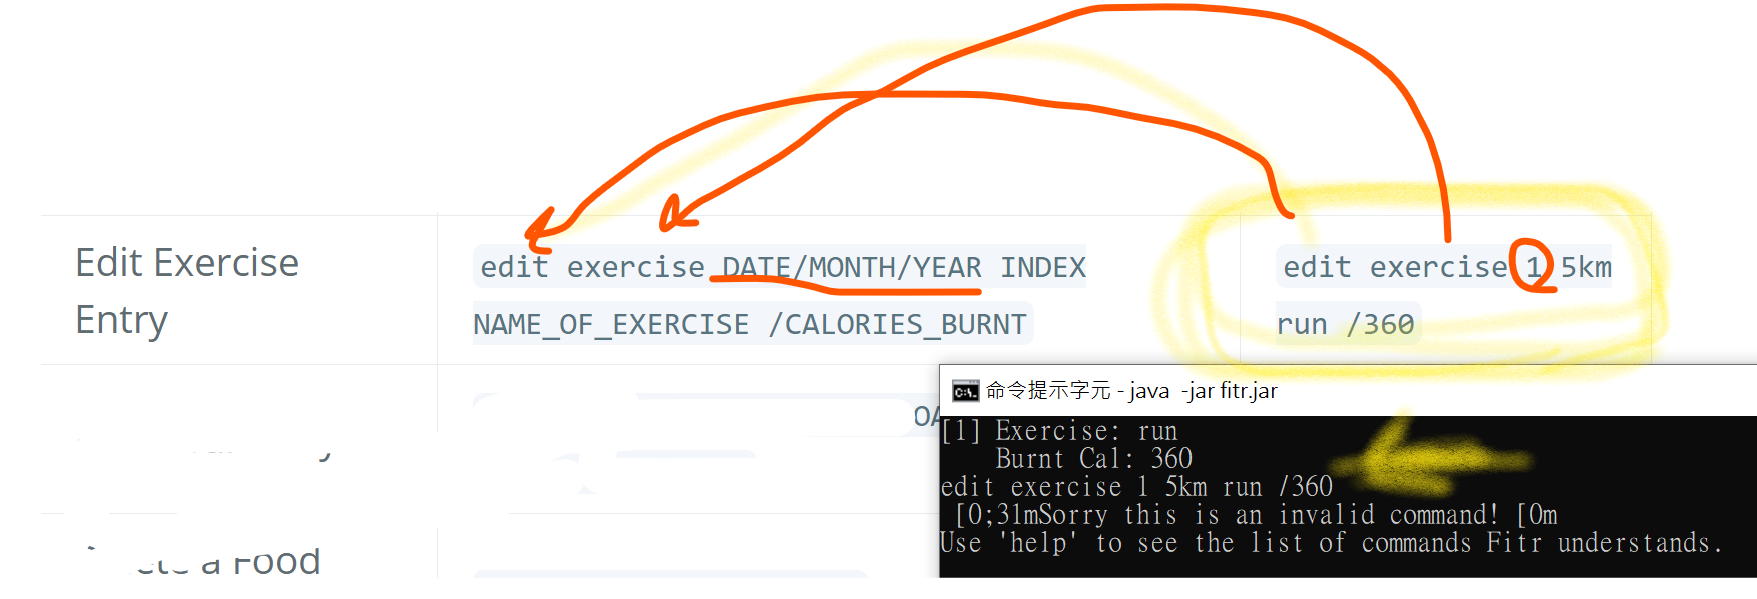 Edit Exercise
Entry
edit exercise DATE/MONTH/YEAR INDEX
NAME_OF_EXERCISE /CALORIES_BURNT
edit exercise 1 5km
run /360
命令提示字元 - java  -jar fitr.jar
[1] Exercise: run
Burnt Cal: 360
edit exercise 1 5km run /360
[0;31mSorry this is an invalid command! [0m
Use 'help' to see the list of commands Fitr understands.
a Food